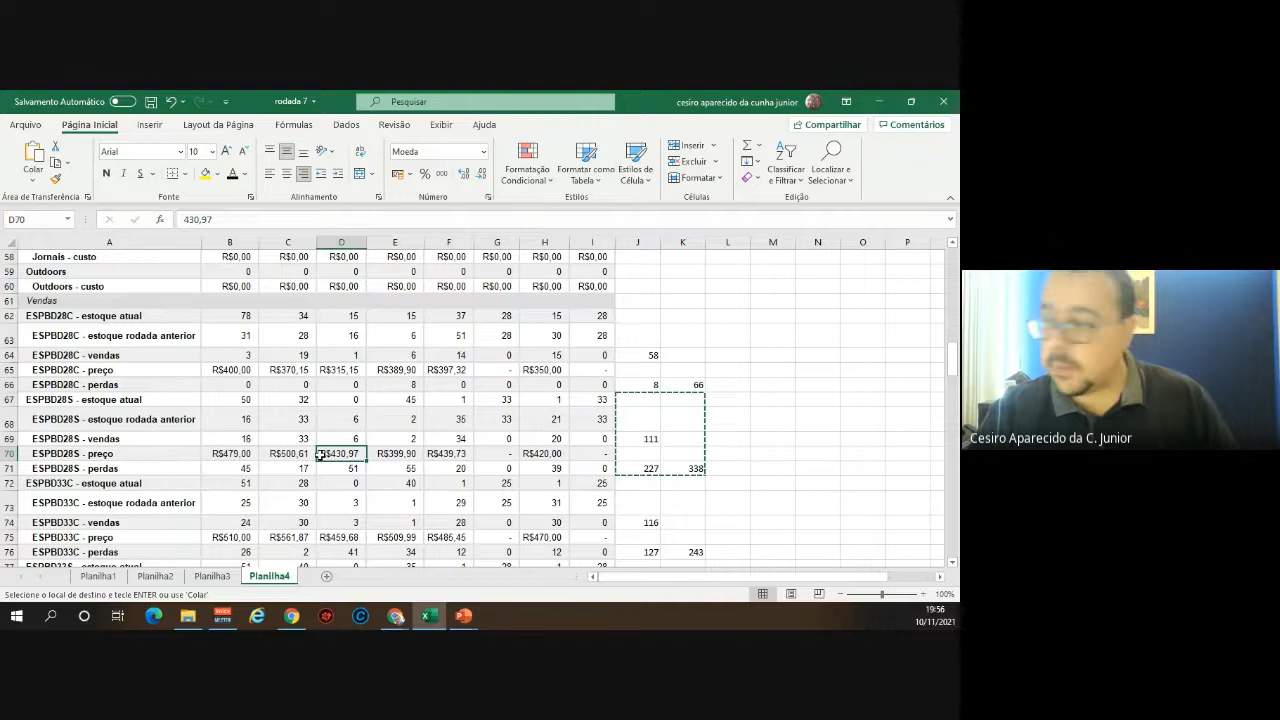 Salvamento Automático
rodada 7
Pesquisar
cesiro aparecido da cunha junior
Arquivo Página Inicial Inserir Layout da Página Fórmulas Dados Revisão Exibir Ajuda
Compartilhar Comentários
Colar
Arial 10
N I S
Moeda
Formatação Condicional
Formatar como Tabela
Estilos de Célula
Inserir
Excluir
Formatar
Classificar e Filtrar
Localizar e Selecionar
Área de Transferência Fonte Alinhamento Número Estilos Células Edição
D70 fx 430,97
A B C D E F G H I J K L M N O P
58 Jornais - custo R$0,00 R$0,00 R$0,00 R$0,00 R$0,00 R$0,00 R$0,00 R$0,00
59 Outdoors 0 0 0 0 0 0 0 0
60 Outdoors - custo R$0,00 R$0,00 R$0,00 R$0,00 R$0,00 R$0,00 R$0,00 R$0,00
61 Vendas
62 ESPBD28C - estoque atual 78 34 15 15 37 28 15 28
63 ESPBD28C - estoque rodada anterior 31 28 16 6 51 28 30 28
64 ESPBD28C - vendas 3 19 1 6 14 0 15 0 58
65 ESPBD28C - preço R$400,00 R$370,15 R$315,15 R$389,90 R$397,32 - R$350,00 -
66 ESPBD28C - perdas 0 0 0 8 0 0 0 0 8 66
67 ESPBD28S - estoque atual 50 32 0 45 1 33 1 33
68 ESPBD28S - estoque rodada anterior 16 33 6 2 35 33 21 33
69 ESPBD28S - vendas 16 33 6 2 34 0 20 0 111
70 ESPBD28S - preço R$479,00 R$500,61 R$430,97 R$399,90 R$439,73 - R$420,00 -
71 ESPBD28S - perdas 45 17 51 55 20 0 39 0 227 338
72 ESPBD33C - estoque atual 51 28 0 40 1 25 1 25
73 ESPBD33C - estoque rodada anterior 25 30 3 1 29 25 31 25
74 ESPBD33C - vendas 24 30 3 1 28 0 30 0 116
75 ESPBD33C - preço R$510,00 R$561,87 R$459,68 R$509,99 R$485,45 - R$470,00 -
76 ESPBD33C - perdas 26 2 41 34 12 0 12 0 127 243
Planilha1 Planilha2 Planilha3 Planilha4
Selecione o local de destino e tecle ENTER ou use 'Colar'
100%
19:56
10/11/2021
Cesiro Aparecido da C. Junior